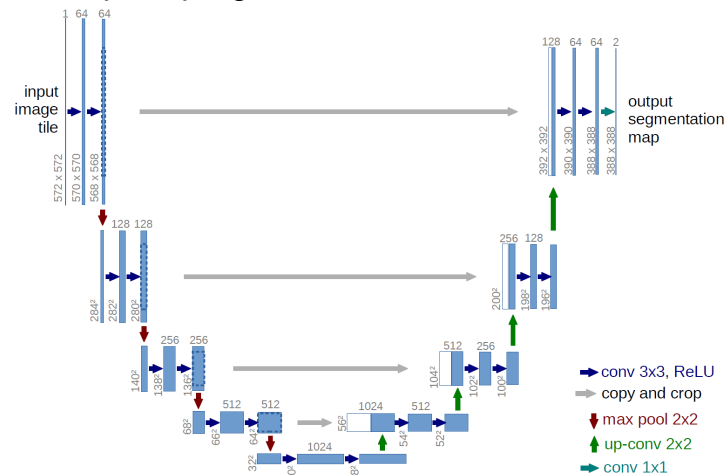 1 64 64
128 64 64 2
input
image
tile
output
segmentation
map
572 x 572
570 x 570
568 x 568
392 x 392
390 x 390
388 x 388
388 x 388
128 128
256 128
284²
282²
280²
200²
198²
196²
256 256
512 256
140²
138²
136²
104²
102²
100²
512 512
1024 512
68²
66²
64²
56²
54²
52²
1024
32²
0²
8²
conv 3x3, ReLU
copy and crop
max pool 2x2
up-conv 2x2
conv 1x1